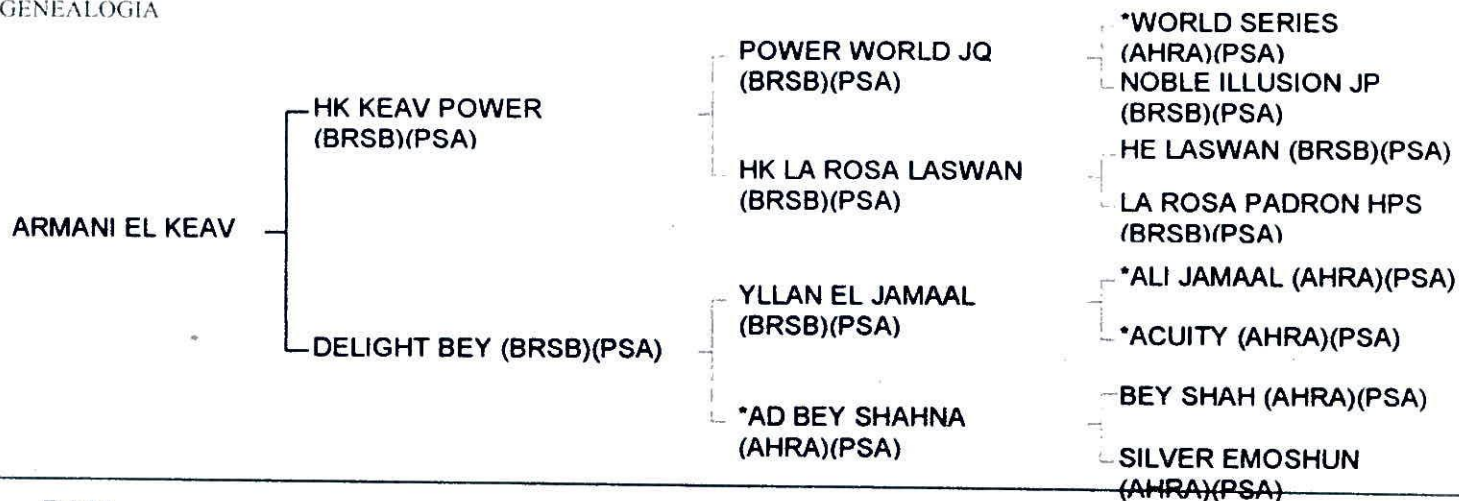 GENEALOGIA
*WORLD SERIES
(AHRA)(PSA)
POWER WORLD JQ
(BRSB)(PSA)
NOBLE ILLUSION JP
(BRSB)(PSA)
HK KEAV POWER
(BRSB)(PSA)
HE LASWAN (BRSB)(PSA)
HK LA ROSA LASWAN
(BRSB)(PSA)
LA ROSA PADRON HPS
(BRSB)(PSA)
ARMANI EL KEAV
*ALI JAMAAL (AHRA)(PSA)
YLLAN EL JAMAAL
(BRSB)(PSA)
*ACUITY (AHRA)(PSA)
DELIGHT BEY (BRSB)(PSA)
BEY SHAH (AHRA)(PSA)
*AD BEY SHAHNA
(AHRA)(PSA)
SILVER EMOSHUN
(AHRA)(PSA)